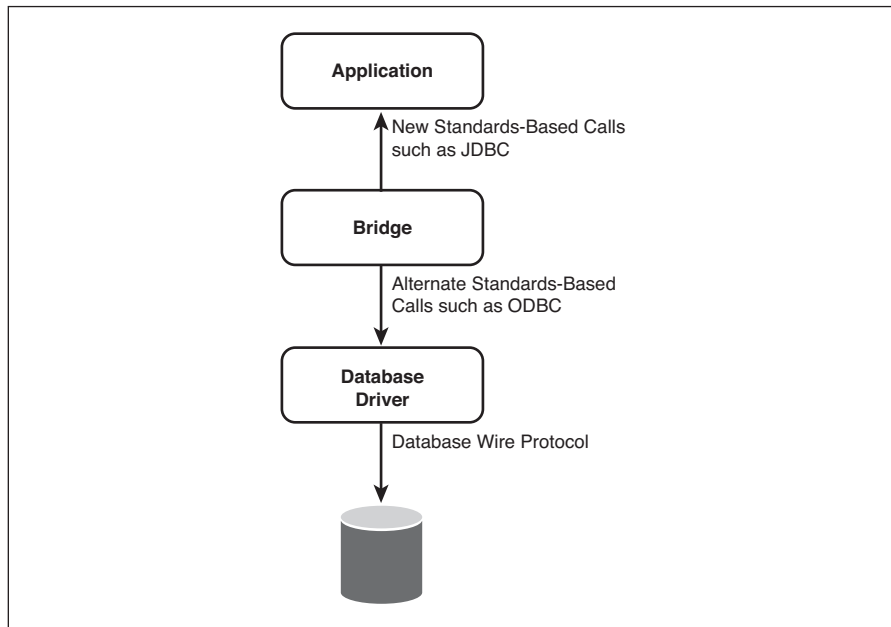 Application
New Standards-Based Calls
such as JDBC
Bridge
Alternate Standards-Based
Calls such as ODBC
Database
Driver
Database Wire Protocol